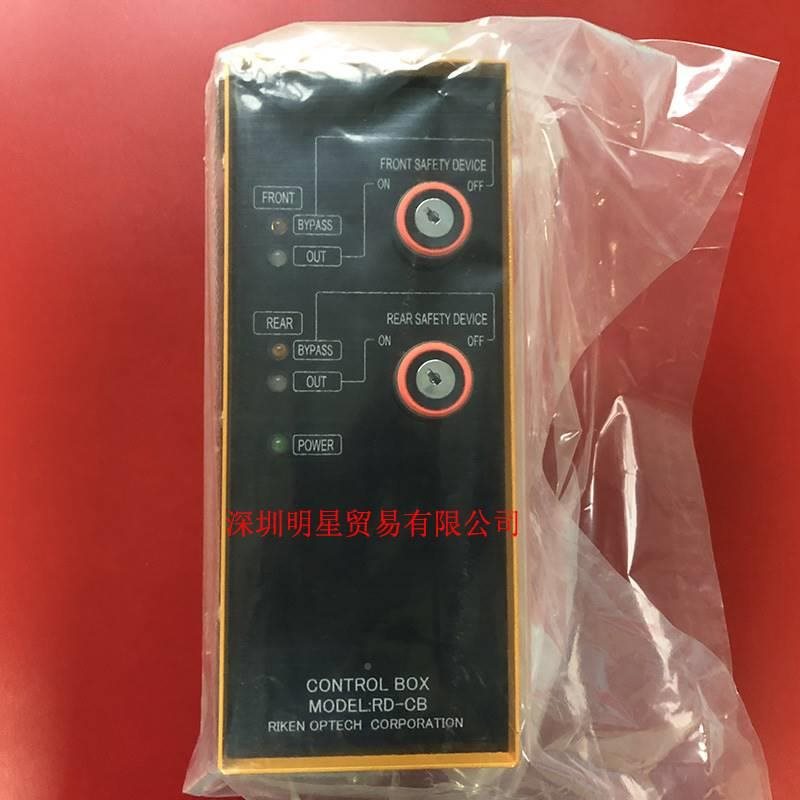 FRONT SAFETY DEVICE
ON OFF
FRONT
BYPASS
OUT
REAR SAFETY DEVICE
ON OFF
REAR
BYPASS
OUT
POWER
深圳明星贸易有限公司
CONTROL BOX
MODEL:RD-CB
RIKEN OPTECH CORPORATION